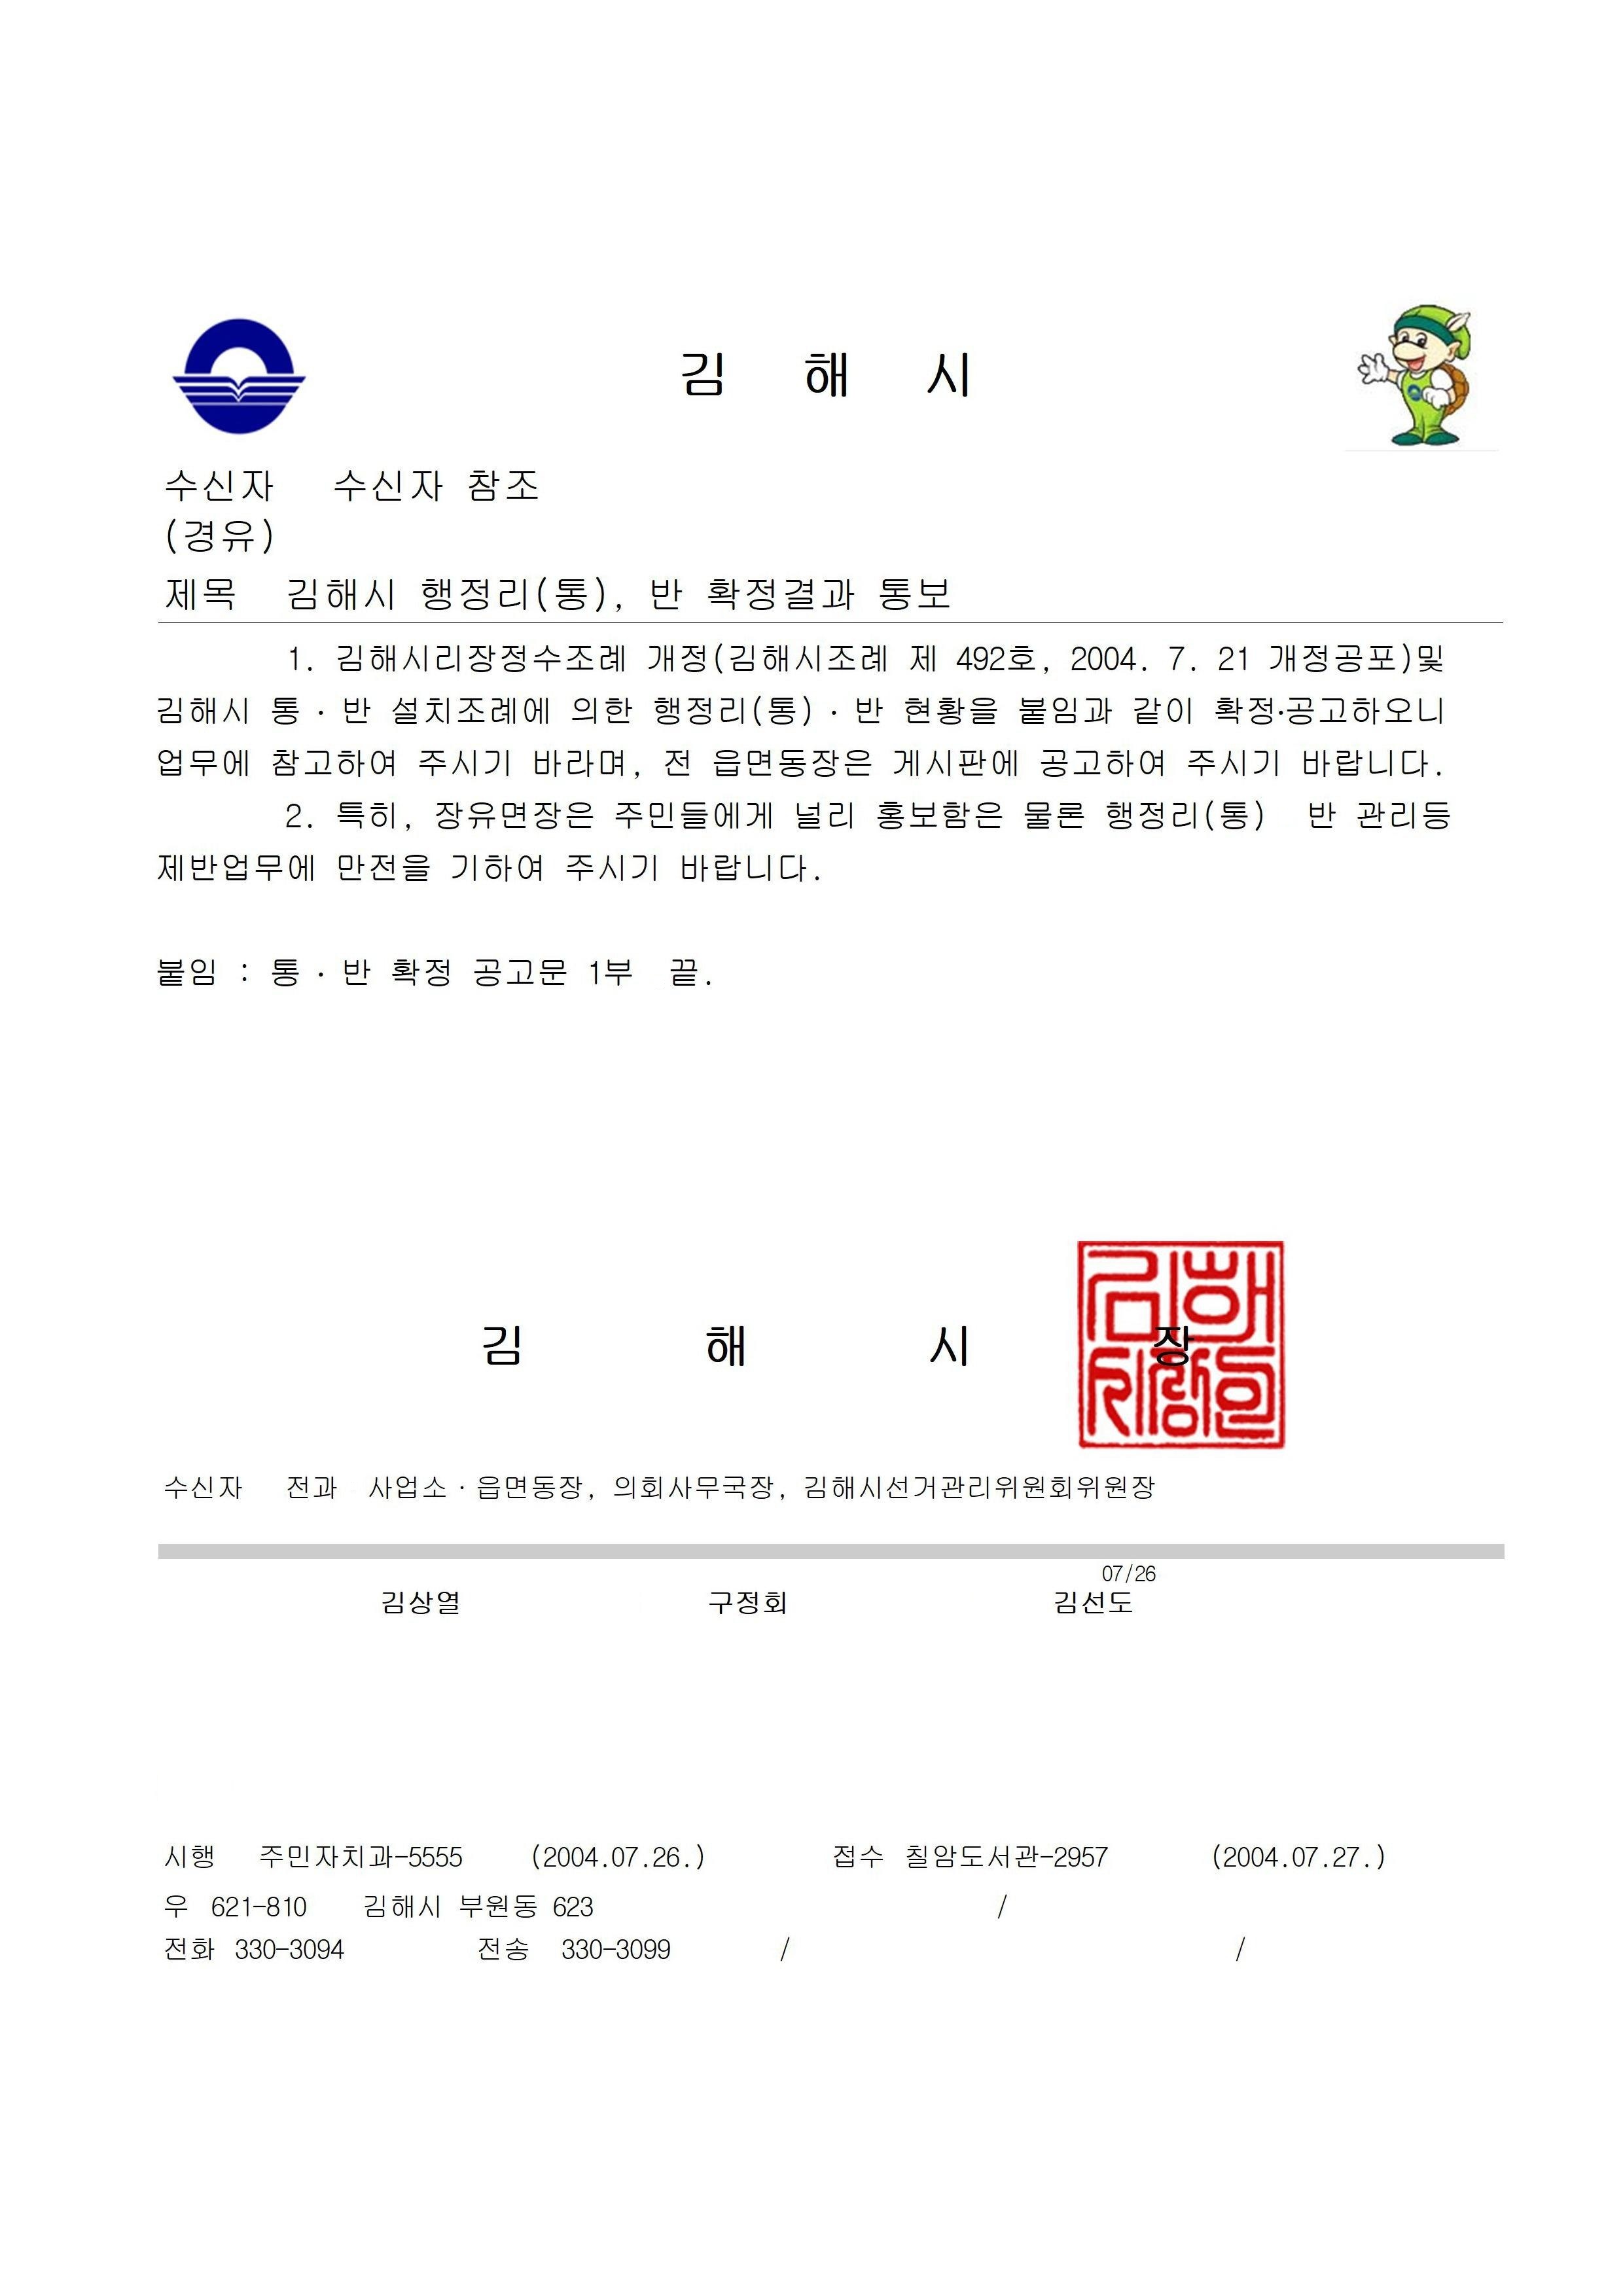 김 해 시
수신자 수신자 참조
(경유)
제목 김해시 행정리(통), 반 확정결과 통보
1. 김해시리장정수조례 개정(김해시조례 제 492호, 2004. 7. 21 개정공포)및
김해시 통 · 반 설치조례에 의한 행정리(통) · 반 현황을 붙임과 같이 확정·공고하오니
업무에 참고하여 주시기 바라며, 전 읍면동장은 게시판에 공고하여 주시기 바랍니다.
2. 특히, 장유면장은 주민들에게 널리 홍보함은 물론 행정리(통) 반 관리등
제반업무에 만전을 기하여 주시기 바랍니다.
붙임 : 통 · 반 확정 공고문 1부 끝.
김 해 시 장
수신자 전과 사업소 · 읍면동장, 의회사무국장, 김해시선거관리위원회위원장
07/26
김상열 구정회 김선도
시행 주민자치과-5555 (2004.07.26.) 접수 칠암도서관-2957 (2004.07.27.)
우 621-810 김해시 부원동 623 /
전화 330-3094 전송 330-3099 / /